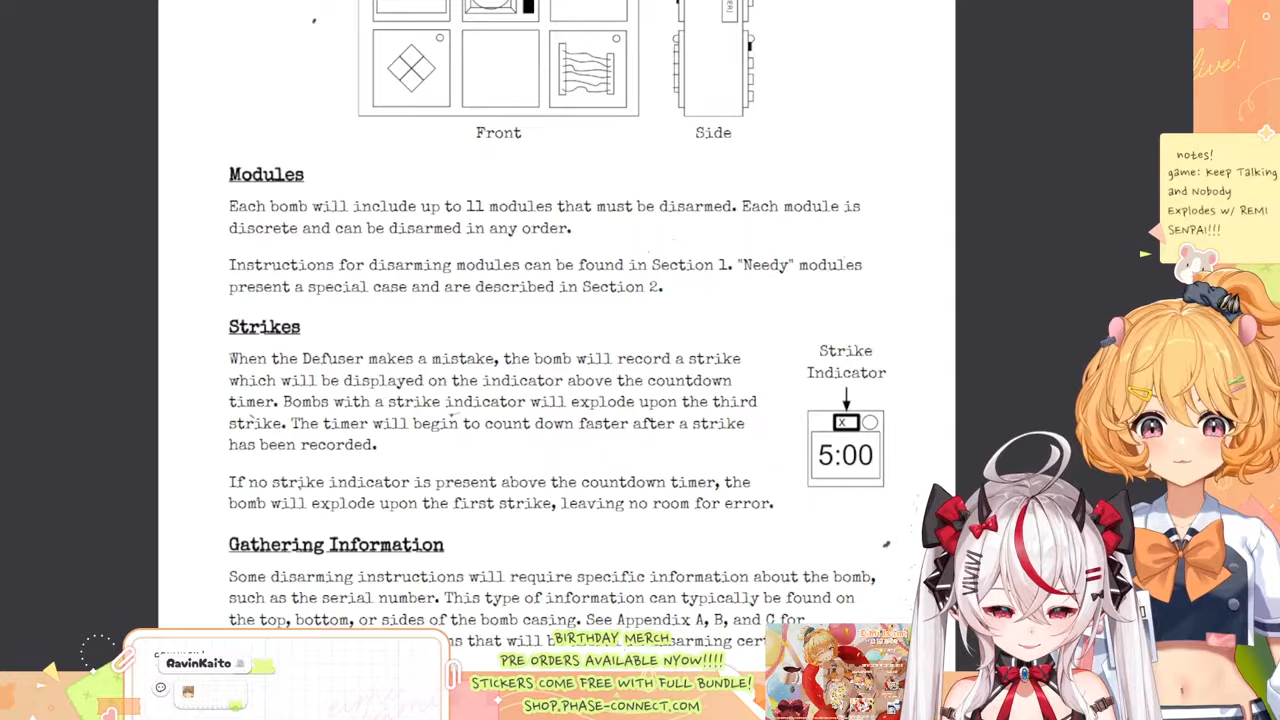 Front
Side
Modules
Each bomb will include up to 11 modules that must be disarmed. Each module is
discrete and can be disarmed in any order.
Instructions for disarming modules can be found in Section 1. "Needy" modules
present a special case and are described in Section 2.
Strikes
When the Defuser makes a mistake, the bomb will record a strike
which will be displayed on the indicator above the countdown
timer. Bombs with a strike indicator will explode upon the third
strike. The timer will begin to count down faster after a strike
has been recorded.
If no strike indicator is present above the countdown timer, the
bomb will explode upon the first strike, leaving no room for error.
Strike
Indicator
X
5:00
Gathering Information
Some disarming instructions will require specific information about the bomb,
such as the serial number. This type of information can typically be found on
the top, bottom, or sides of the bomb casing. See Appendix A, B, and C for
that will
live!
notes!
game: Keep Talking
and Nobody
Explodes w/ REMI
SENPAI!!!
RavinKaito
BIRTHDAY MERCH
PRE ORDERS AVAILABLE NYOW!!!!
STICKERS COME FREE WITH FULL BUNDLE!
SHOP.PHASE-CONNECT.COM